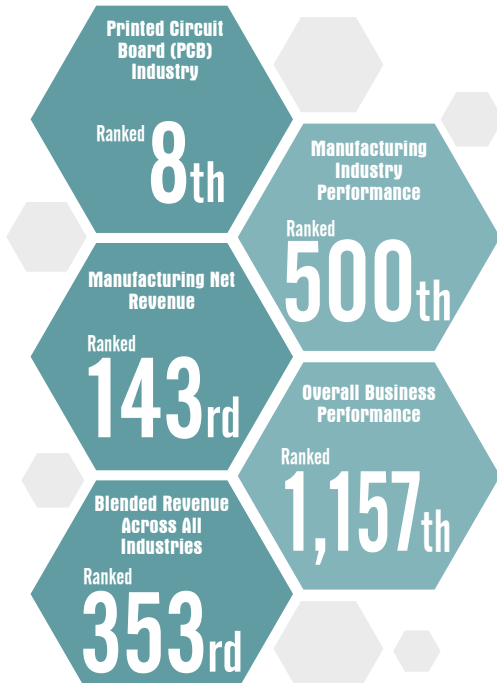 Printed Circuit
Board (PCB)
Industry
Ranked
8th
Manufacturing
Industry
Performance
Ranked
500th
Manufacturing Net
Revenue
Ranked
143rd
Overall Business
Performance
Ranked
1,157th
Blended Revenue
Across All
Industries
Ranked
353rd